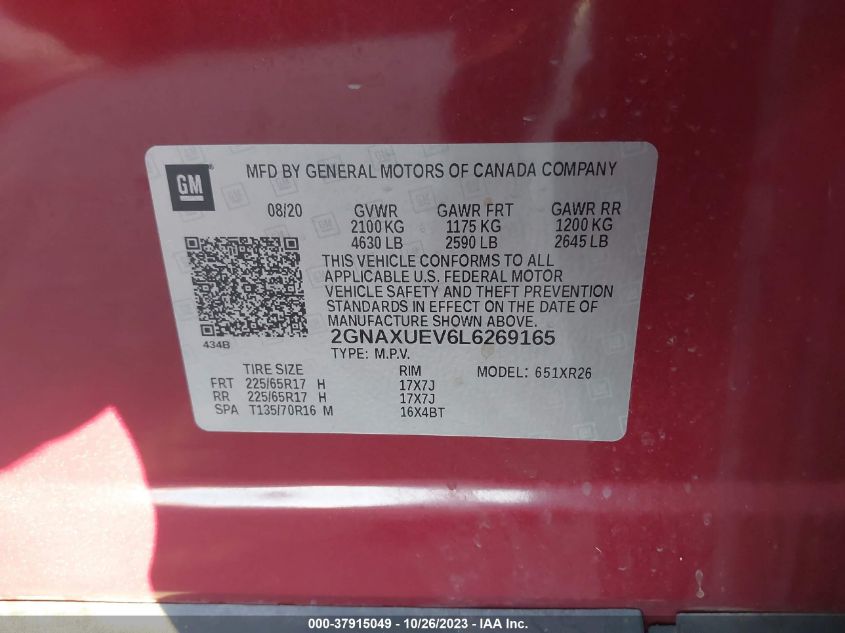 GM
MFD BY GENERAL MOTORS OF CANADA COMPANY
08/20 GVWR GAWR FRT GAWR RR
2100 KG 1175 KG 1200 KG
4630 LB 2590 LB 2645 LB
THIS VEHICLE CONFORMS TO ALL
APPLICABLE U.S. FEDERAL MOTOR
VEHICLE SAFETY AND THEFT PREVENTION
STANDARDS IN EFFECT ON THE DATE OF
MANUFACTURE SHOWN ABOVE.
434B
2GNAXUEV6L6269165
TYPE: M.P.V.
TIRE SIZE RIM MODEL: 651XR26
FRT 225/65R17 H 17X7J
RR 225/65R17 H 17X7J
SPA T135/70R16 M 16X4BT
000-37915049 - 10/26/2023 - IAAI.com